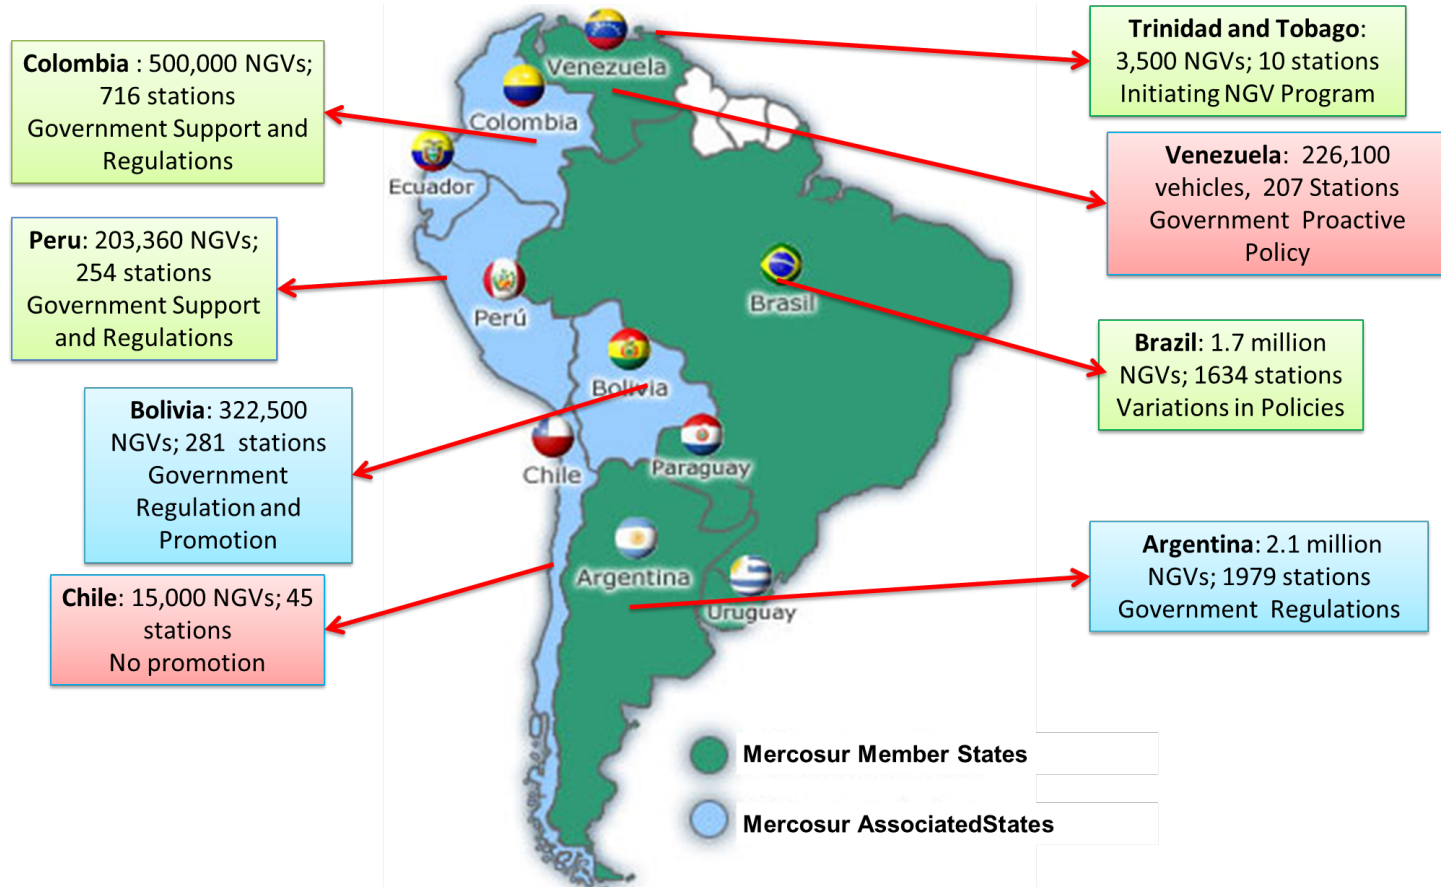 Colombia : 500,000 NGVs;
716 stations
Government Support and
Regulations
Peru: 203,360 NGVs;
254 stations
Government Support
and Regulations
Bolivia: 322,500
NGVs; 281 stations
Government
Regulation and
Promotion
Chile: 15,000 NGVs; 45
stations
No promotion
Venezuela
Colombia
Ecuador
Perú
Brasil
Bolivia
Paraguay
Chile
Argentina
Uruguay
Trinidad and Tobago:
3,500 NGVs; 10 stations
Initiating NGV Program
Venezuela: 226,100
vehicles, 207 Stations
Government Proactive
Policy
Brazil: 1.7 million
NGVs; 1634 stations
Variations in Policies
Argentina: 2.1 million
NGVs; 1979 stations
Government Regulations
Mercosur Member States
Mercosur AssociatedStates